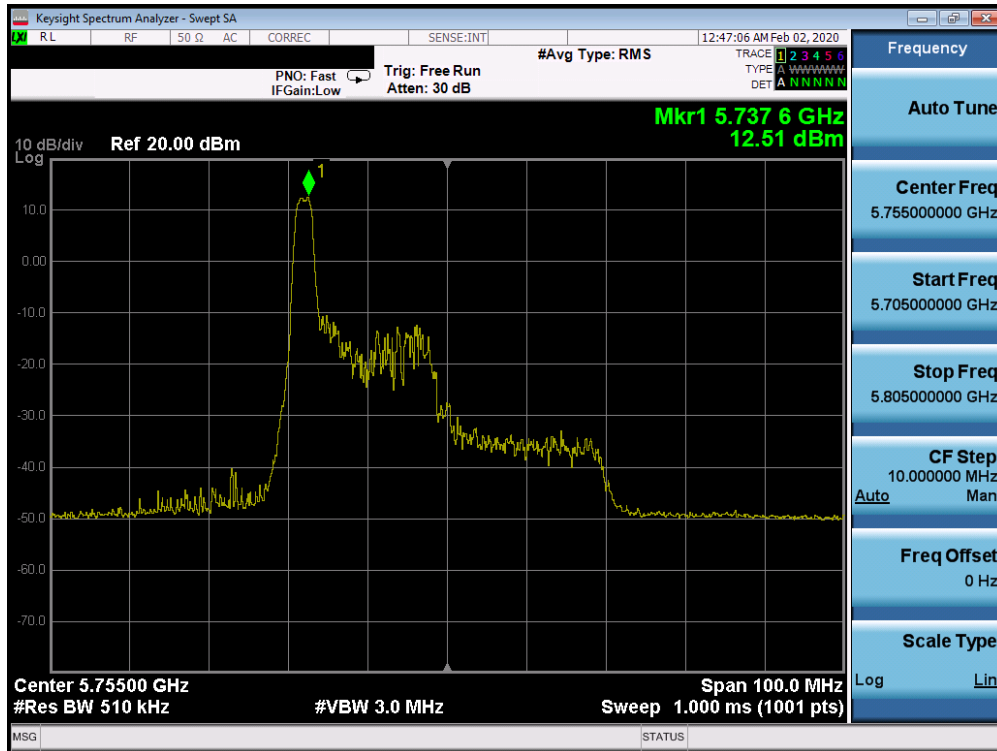 Keysight Spectrum Analyzer - Swept SA
LXI RL RF 50 Ω AC CORREC SENSE:INT 12:47:06 AM Feb 02, 2020
#Avg Type: RMS
TRACE 1 2 3 4 5 6
TYPE A WWWWW
DET A N N N N N
PNO: Fast Trig: Free Run
IFGain:Low Atten: 30 dB
Mkr1 5.737 6 GHz
12.51 dBm
10 dB/div Ref 20.00 dBm
Log
1
10.0
0.00
-10.0
-20.0
-30.0
-40.0
-50.0
-60.0
-70.0
Center 5.75500 GHz Span 100.0 MHz
#Res BW 510 kHz #VBW 3.0 MHz Sweep 1.000 ms (1001 pts)
MSG STATUS
Frequency
Auto Tune
Center Freq
5.755000000 GHz
Start Freq
5.705000000 GHz
Stop Freq
5.805000000 GHz
CF Step
10.000000 MHz
Auto Man
Freq Offset
0 Hz
Scale Type
Log Lin